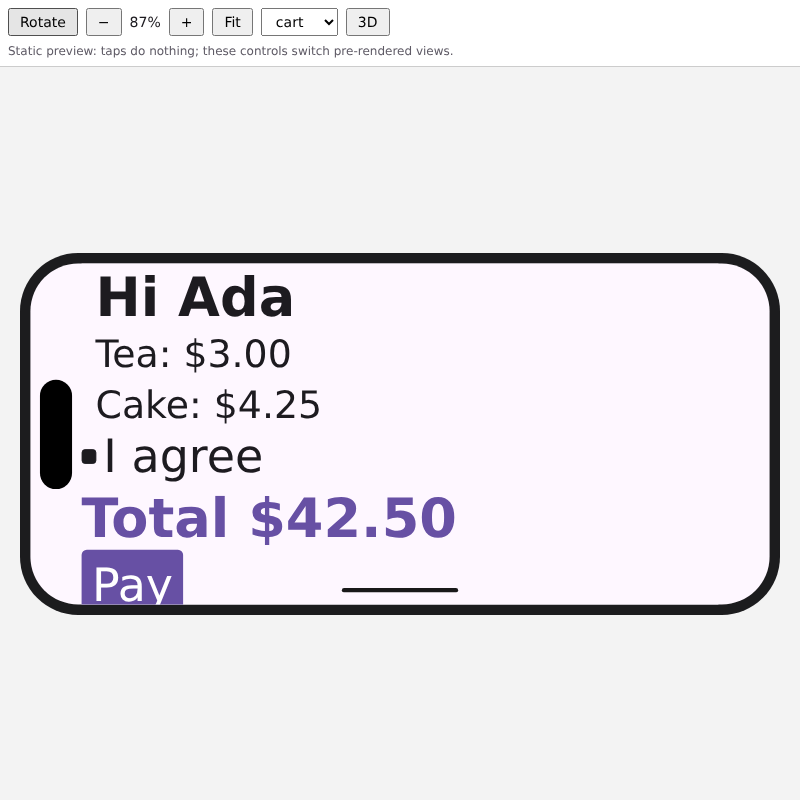 Rotate − 87% + Fit cart 3D
Static preview: taps do nothing; these controls switch pre-rendered views.
Hi Ada
Tea: $3.00
Cake: $4.25
I agree
Total $42.50
Pay